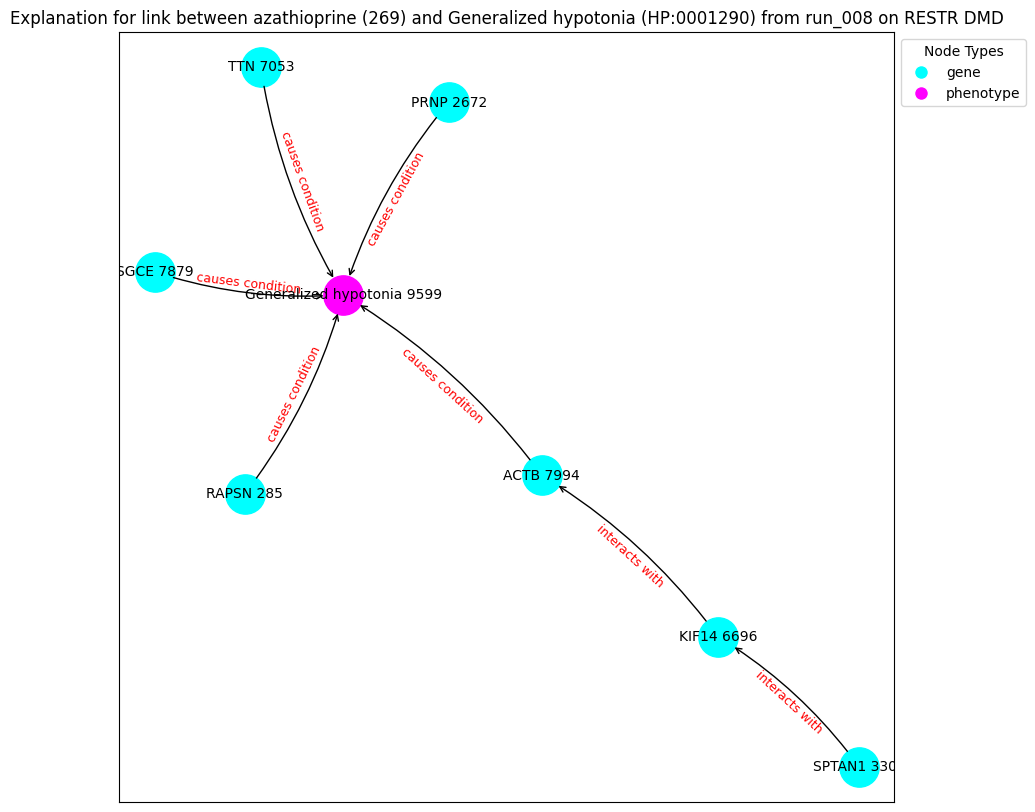 Explanation for link between azathioprine (269) and Generalized hypotonia (HP:0001290) from run_008 on RESTR DMD
Node Types
gene
phenotype
TTN 7053
PRNP 2672
causes condition
causes condition
SGCE 7879
causes condition
Generalized hypotonia 9599
causes condition
causes condition
RAPSN 285
ACTB 7994
interacts with
KIF14 6696
interacts with
SPTAN1 330